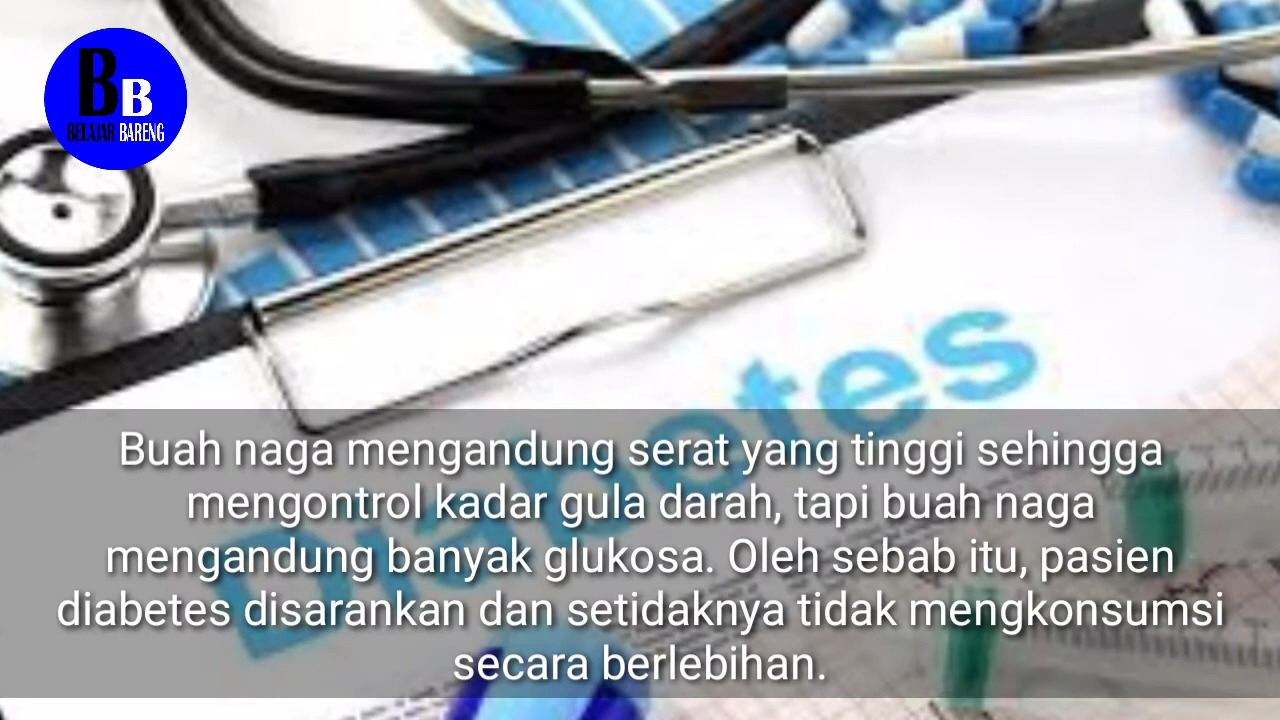 BB
BELAJAR BARENG
Diabetes
Buah naga mengandung serat yang tinggi sehingga
mengontrol kadar gula darah, tapi buah naga
mengandung banyak glukosa. Oleh sebab itu, pasien
diabetes disarankan dan setidaknya tidak mengkonsumsi
secara berlebihan.